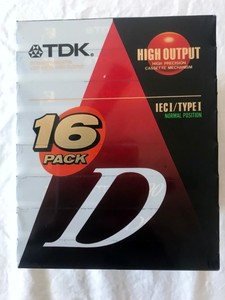 TDK
HIGH OUTPUT
HIGH PRECISION
CASSETTE MECHANISM
IEC I/TYPE I
NORMAL POSITION
16
PACK
D